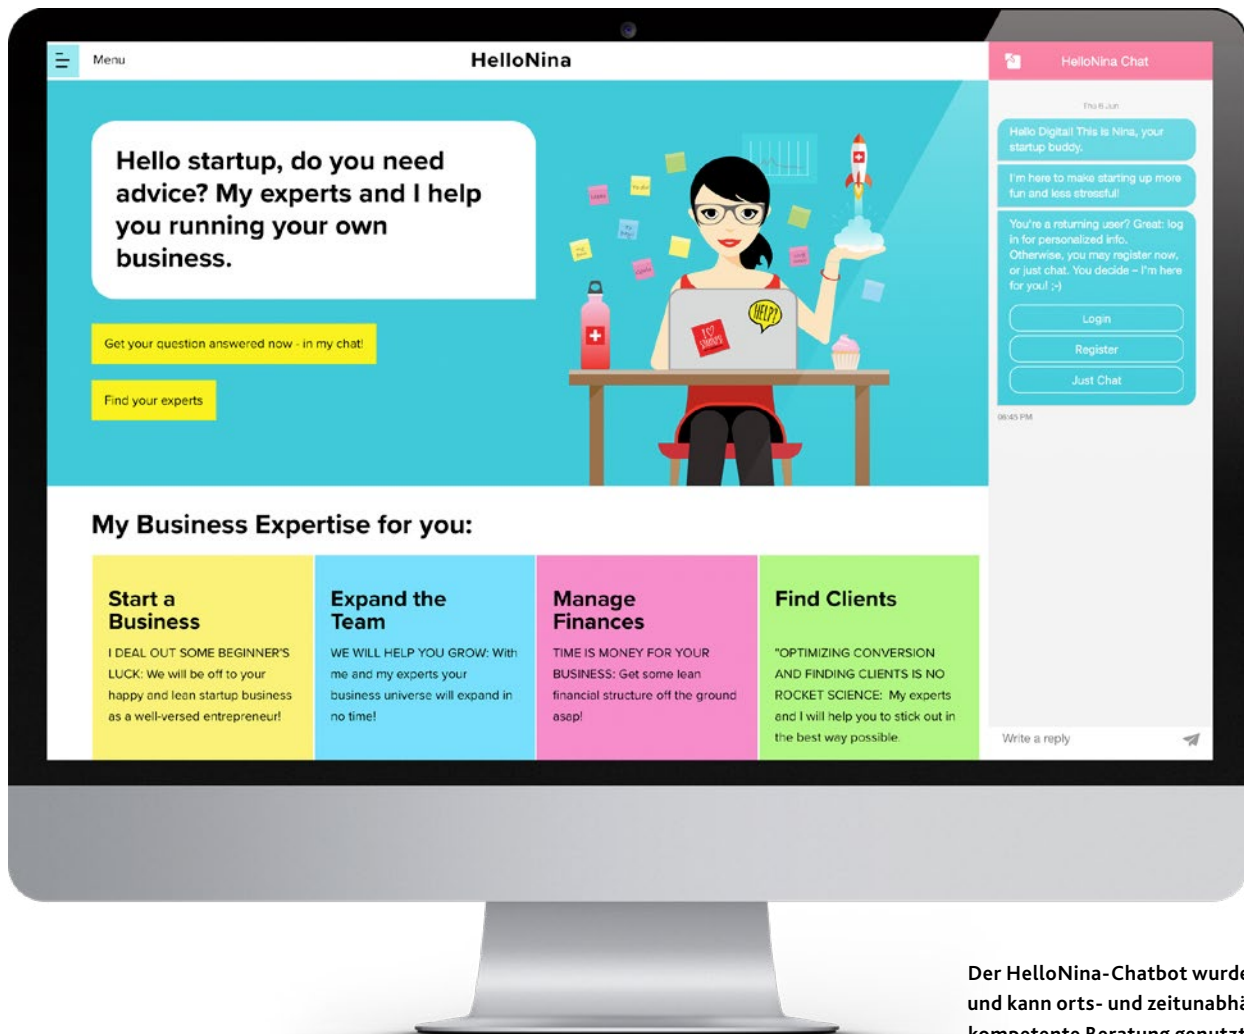 Menu
HelloNina
Hello startup, do you need
advice? My experts and I help
you running your own
business.
Get your question answered now - in my chat!
Find your experts
HELP?
I
My Business Expertise for you:
Start a
Business
I DEAL OUT SOME BEGINNER'S
LUCK: We will be off to your
happy and lean startup business
as a well-versed entrepreneur!
Expand the
Team
WE WILL HELP YOU GROW: With
me and my experts your
business universe will expand in
no time!
Manage
Finances
TIME IS MONEY FOR YOUR
BUSINESS: Get some lean
financial structure off the ground
asap!
Find Clients
"OPTIMIZING CONVERSION
AND FINDING CLIENTS IS NO
ROCKET SCIENCE: My experts
and I will help you to stick out in
the best way possible.
HelloNina Chat
Thu 6 Jun
Hello Digital! This is Nina, your
startup buddy.
I'm here to make starting up more
fun and less stressful!
You're a returning user? Great: log
in for personalized info.
Otherwise, you may register now,
or just chat. You decide – I'm here
for you! ;-)
Login
Register
Just Chat
06:45 PM
Write a reply
Der HelloNina-Chatbot wurde
und kann orts- und zeitunabhä